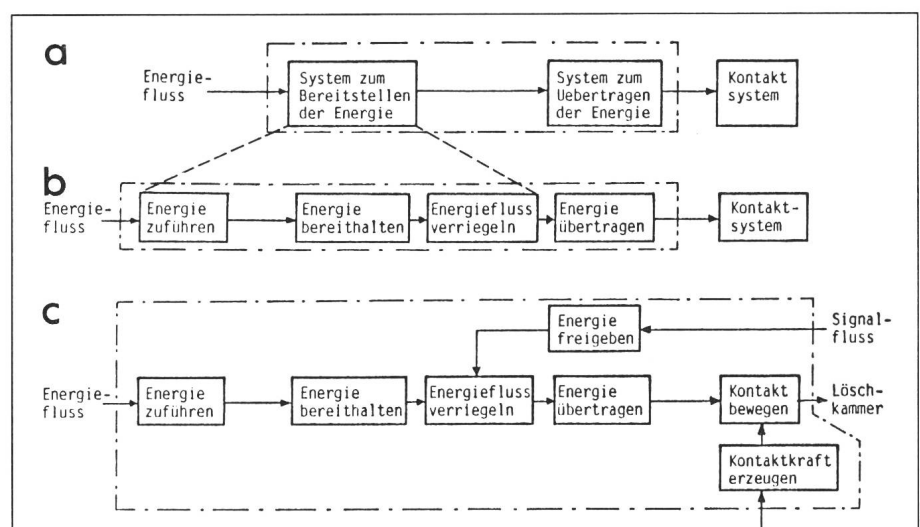 a
Energie-
fluss
System zum
Bereitstellen
der Energie
System zum
Uebertragen
der Energie
Kontakt
system
b
Energie-
fluss
Energie
zuführen
Energie
bereithalten
Energiefluss
verriegeln
Energie
übertragen
Kontakt-
system
c
Energie
freigeben
Signal-
fluss
Energie-
fluss
Energie
zuführen
Energie
bereithalten
Energiefluss
verriegeln
Energie
übertragen
Kontakt
bewegen
Lösch-
kammer
Kontaktkraft
erzeugen